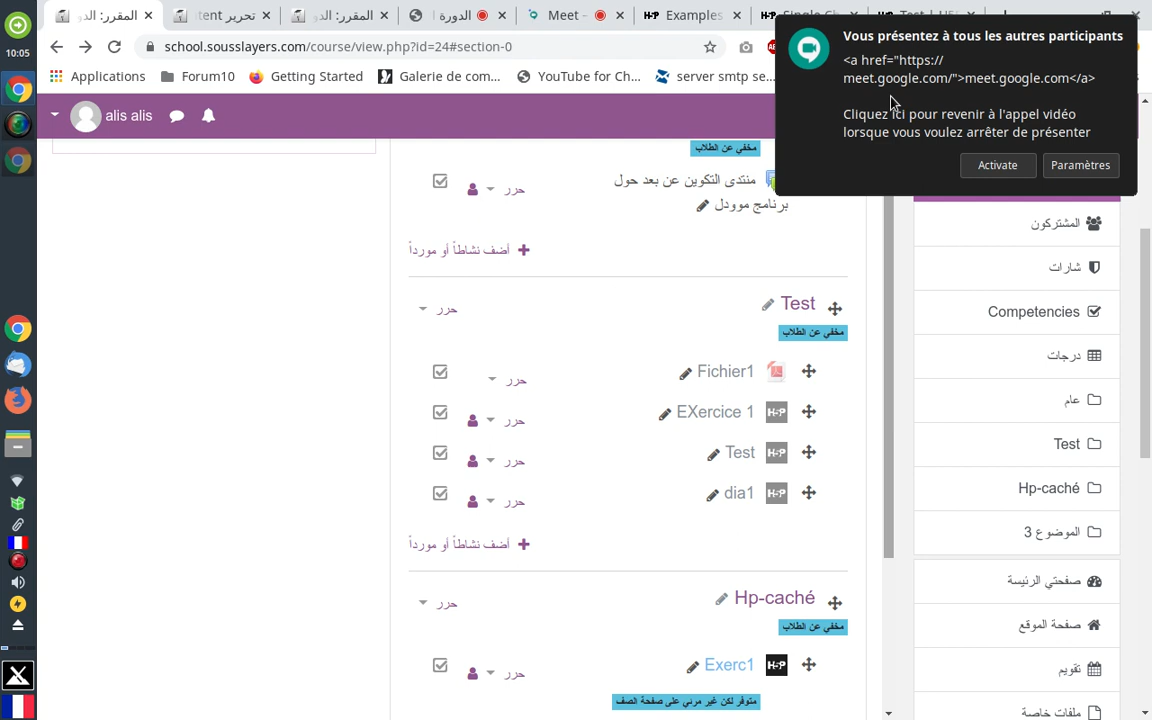 10:05
المقرر: الدو
تحرير tent
المقرر: الدو
الدورة
Meet -
H-P Examples
school.sousslayers.com/course/view.php?id=24#section-0
Applications
Forum10
Getting Started
Galerie de com...
YouTube for Ch...
server smtp se...
Vous présentez à tous les autres participants
<a href="https://
meet.google.com/">meet.google.com</a>
Cliquez ici pour revenir à l'appel vidéo
lorsque vous voulez arrêter de présenter
Activate
Paramètres
alis alis
مخفي عن الطلاب
منتدى التكوين عن بعد حول
برنامج موودل
حرر
أضف نشاطاً أو مورداً
Test
حرر
مخفي عن الطلاب
Fichier1
حرر
EXercice 1
H-P
حرر
Test
H-P
حرر
dia1
H-P
حرر
أضف نشاطاً أو مورداً
Hp-caché
حرر
مخفي عن الطلاب
Exerc1
H-P
حرر
متوفر لكن غير مرئي على صفحة الصف
المشتركون
شارات
Competencies
درجات
عام
Test
Hp-caché
الموضوع 3
صفحتي الرئيسة
صفحة الموقع
تقويم
ملفات خاصة